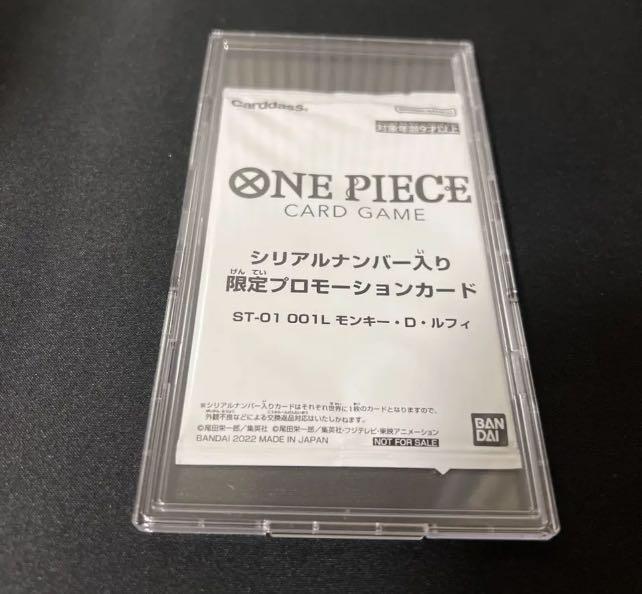 Carddass®
対象年齢9才以上
ONE PIECE
CARD GAME
シリアルナンバー入り
限定プロモーションカード
ST-01 001L モンキー・D・ルフィ
※シリアルナンバー入りカードはそれぞれ世界に1枚のカードとなりますので、
外観不良などによる交換返品対応はいたしかねます。
©尾田栄一郎/集英社 ©尾田栄一郎/集英社・フジテレビ・東映アニメーション
BANDAI 2022 MADE IN JAPAN NOT FOR SALE
BAN
DAI